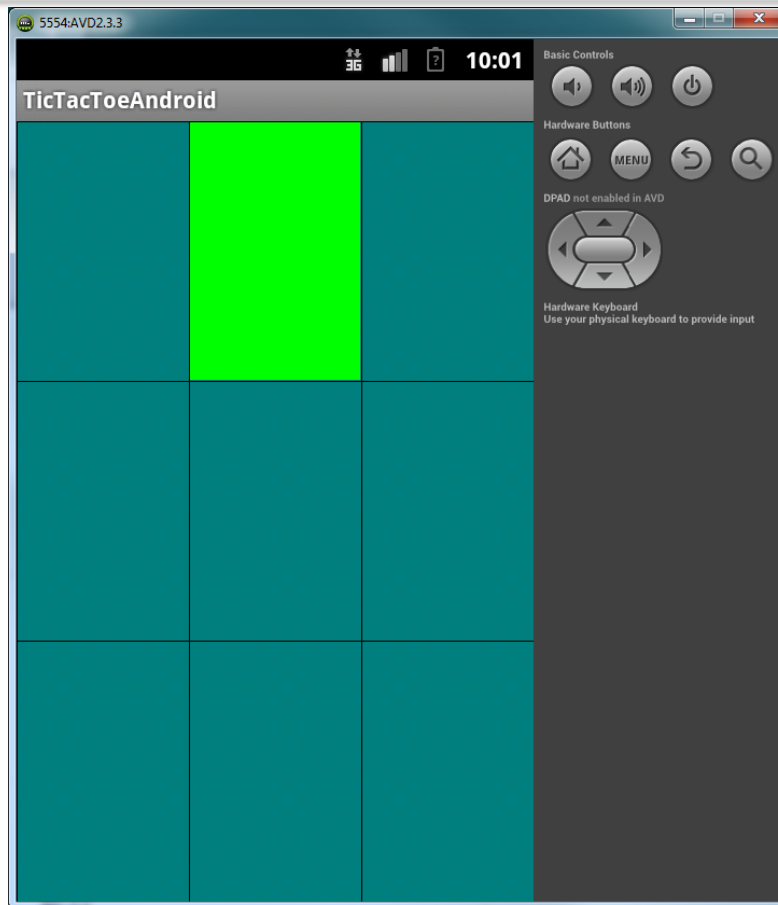 5554:AVD2.3.3
3G
10:01
TicTacToeAndroid
Basic Controls
Hardware Buttons
MENU
DPAD not enabled in AVD
Hardware Keyboard
Use your physical keyboard to provide input